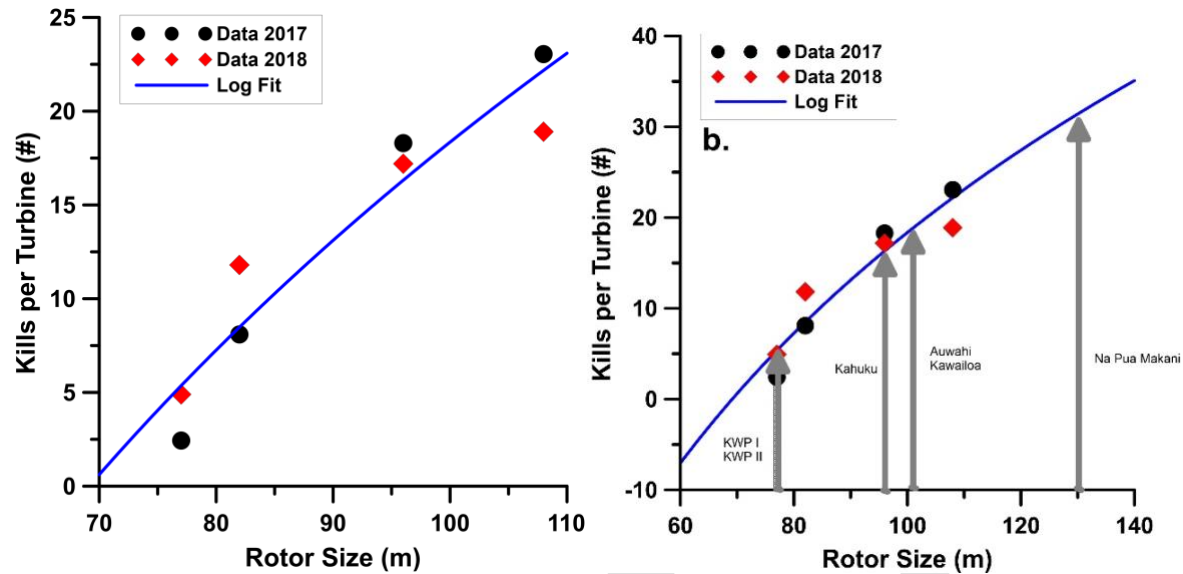 Kills per Turbine (#)
25
20
15
10
5
0
Data 2017
Data 2018
Log Fit
70
80
90
100
110
Rotor Size (m)
Kills per Turbine (#)
40
30
20
10
0
-10
Data 2017
Data 2018
Log Fit
b.
KWP I
KWP II
Kahuku
Auwahi
Kawailoa
Na Pua Makani
60
80
100
120
140
Rotor Size (m)